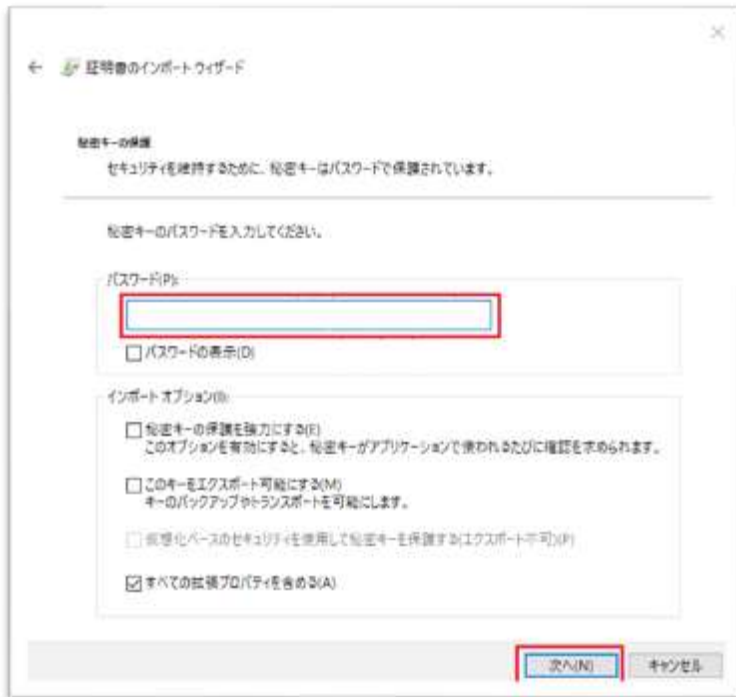 証明書のインポート ウィザード
秘密キーの保護
セキュリティを維持するために、秘密キーはパスワードで保護されています。
秘密キーのパスワードを入力してください。
パスワード(P):
パスワードの表示(D)
インポート オプション(I):
秘密キーの保護を強力にする(E)
このオプションを有効にすると、秘密キーがアプリケーションで使われるたびに確認を求められます。
このキーをエクスポート可能にする(M)
キーのバックアップやトランスポートを可能にします。
仮想化ベースのセキュリティを使用して秘密キーを保護する(エクスポート不可)(P)
すべての拡張プロパティを含める(A)
次へ(N)
キャンセル